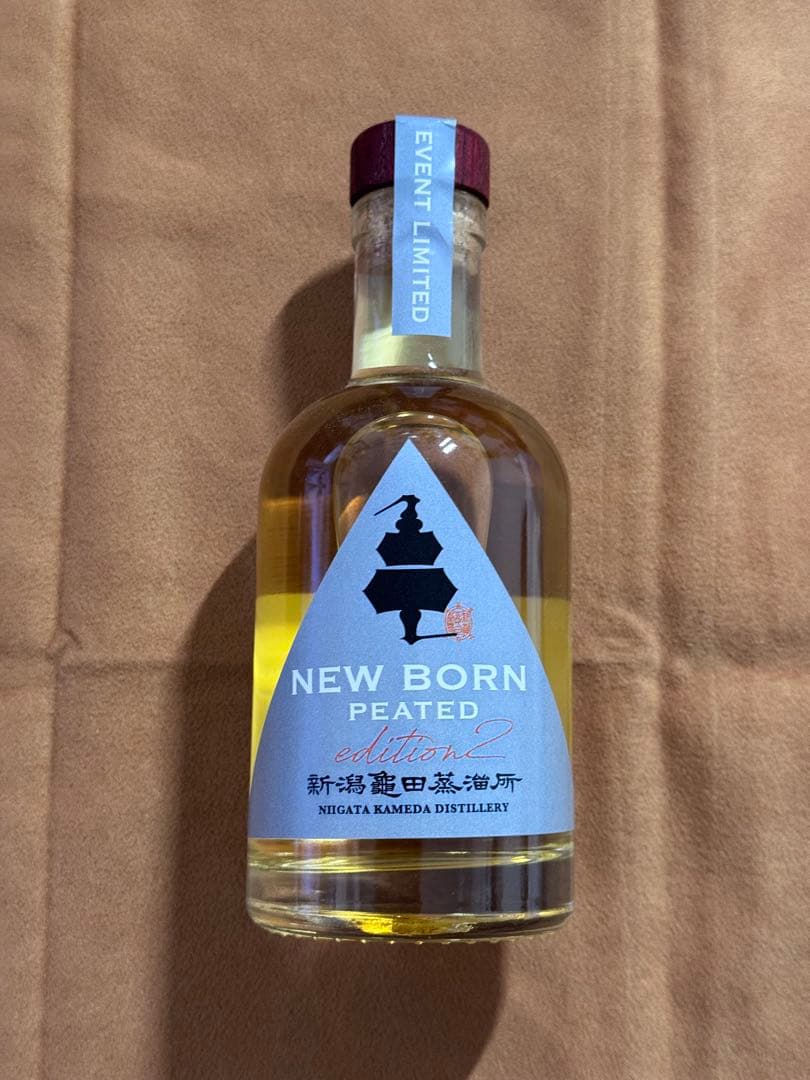 EVENT LIMITED
NEW BORN
PEATED
edition2
新潟亀田蒸溜所
NIIGATA KAMEDA DISTILLERY